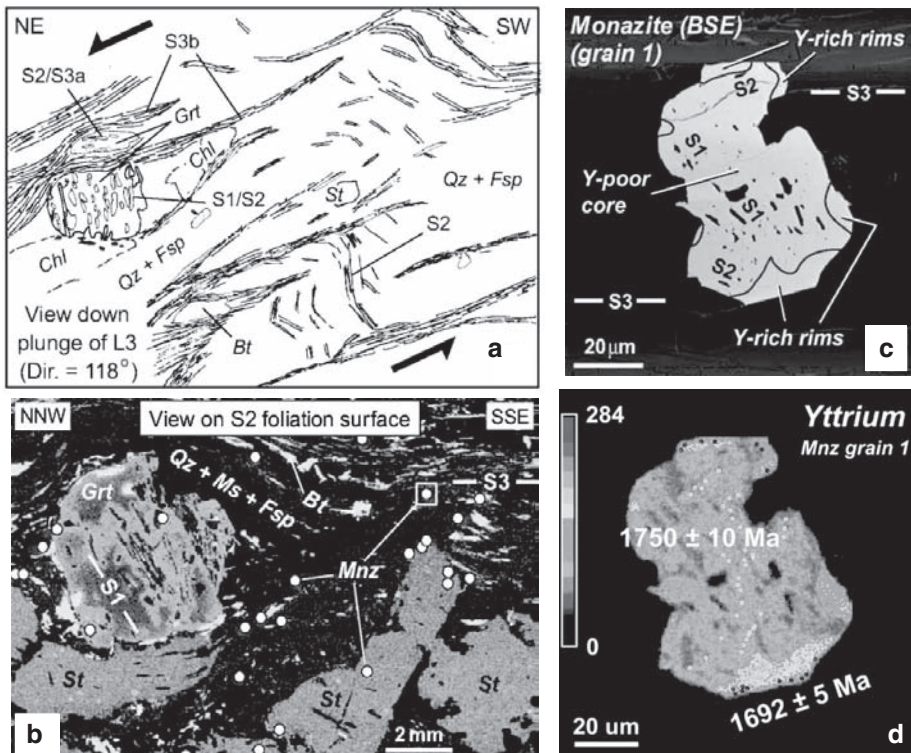 NE
SW
S3b
S2/S3a
Grt
Chl
S1/S2
St
Qz + Fsp
S2
Chl
Qz + Fsp
Bt
View down
plunge of L3
(Dir. = 118°)
a
NNW
View on S2 foliation surface
SSE
Grt
Qz + Ms + Fsp
Bt
S3
S1
Mnz
St
St
St
2 mm
b
Monazite (BSE)
(grain 1)
Y-rich rims
S2
S3
S1
Y-poor
core
S1
S2
S3
Y-rich rims
20 μm
c
284
Yttrium
Mnz grain 1
1750 ± 10 Ma
0
1692 ± 5 Ma
20 um
d